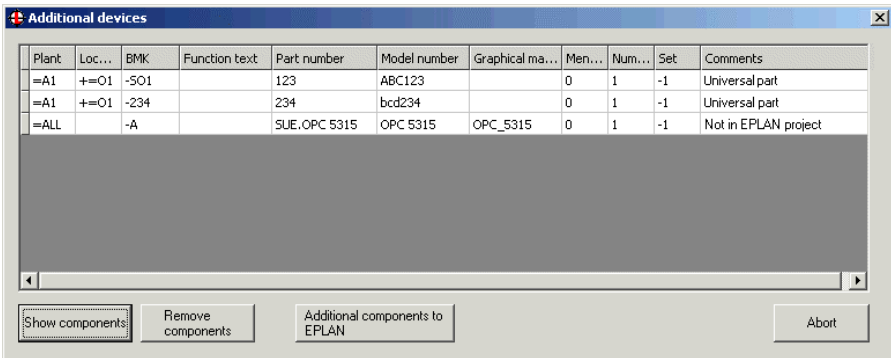 Additional devices
Plant Loc... BMK Function text Part number Model number Graphical ma... Men... Num... Set Comments
=A1 +=O1 -SO1 123 ABC123 0 1 -1 Universal part
=A1 +=O1 -234 234 bcd234 0 1 -1 Universal part
=ALL -A SUE.OPC 5315 OPC 5315 OPC_5315 0 1 -1 Not in EPLAN project
Show components Remove components Additional components to EPLAN Abort